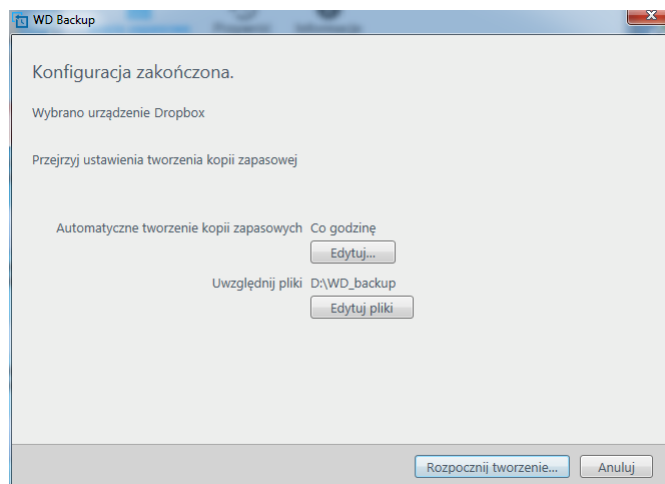 WD Backup
Konfiguracja zakończona.
Wybrano urządzenie Dropbox
Przejrzyj ustawienia tworzenia kopii zapasowej
Automatyczne tworzenie kopii zapasowych Co godzinę
Edytuj...
Uwzględnij pliki D:\WD_backup
Edytuj pliki
Rozpocznij tworzenie... Anuluj